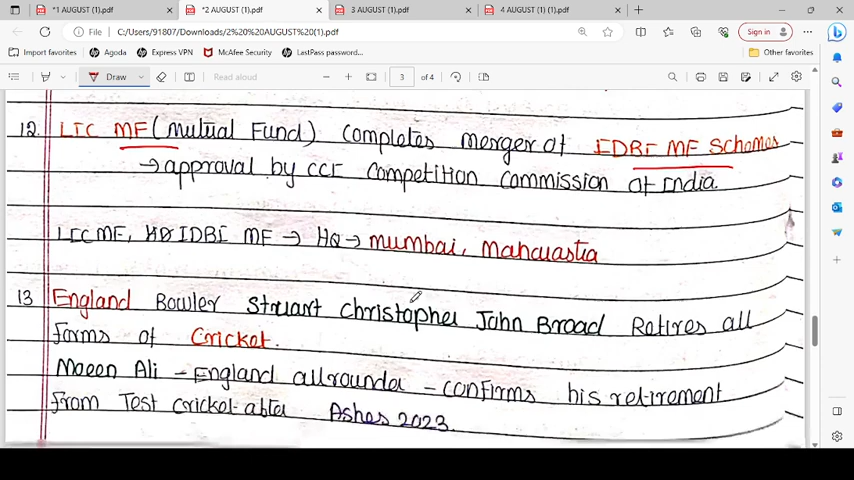 *1 AUGUST (1).pdf
*2 AUGUST (1).pdf
3 AUGUST (1).pdf
4 AUGUST (1).pdf
File C:/Users/91807/Downloads/2%20%20AUGUST%20(1).pdf
Sign in
Import favorites
Agoda
Express VPN
McAfee Security
LastPass password...
Other favorites
Draw
Read aloud
3 of 4
12. LIC MF (Mutual Fund) Completes merger of IDBI MF Schemes
→ approval by CCI Competition Commission of India.
LIC MF, IDBI MF → HQ → Mumbai, Mahcuastia
13 England Bowler Stuart Christopher John Broad Retires all
forms of Cricket.
Moeen Ali - England allrounder - confirms his retirement
from Test cricket after Ashes 2023.